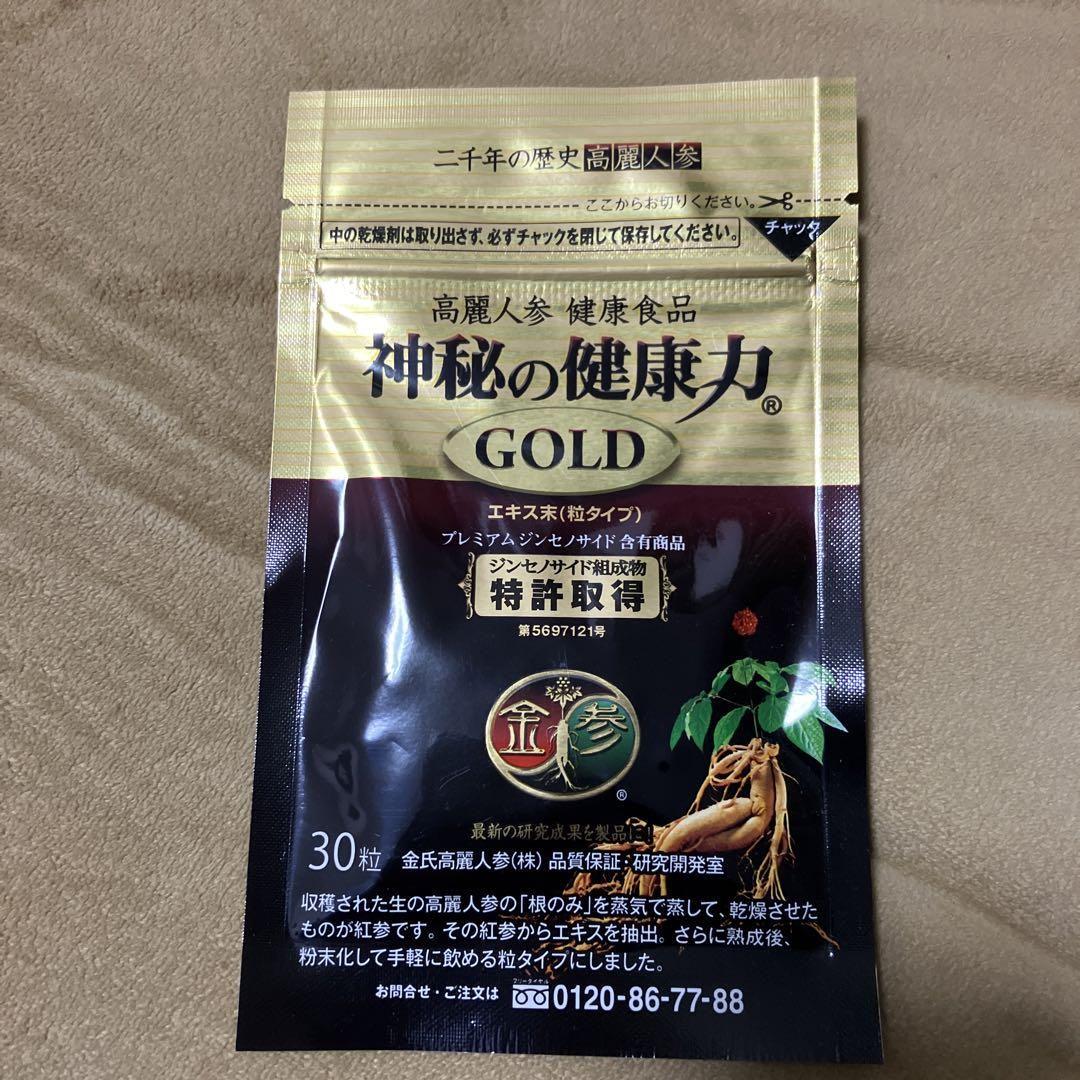 二千年の歴史 高麗人参
ここからお切りください。
中の乾燥剤は取り出さず、必ずチャックを閉じて保存してください。
チャック
高麗人参 健康食品
神秘の健康力®
GOLD
エキス末(粒タイプ)
プレミアム ジンセノサイド 含有商品
ジンセノサイド組成物
特許取得
第5697121号
金参
®
最新の研究成果を製品に!
30粒 金氏高麗人参(株) 品質保証:研究開発室
収穫された生の高麗人参の「根のみ」を蒸気で蒸して、乾燥させた
ものが紅参です。その紅参からエキスを抽出。さらに熟成後、
粉末化して手軽に飲める粒タイプにしました。
フリーダイヤル
お問合せ・ご注文は 0120-86-77-88